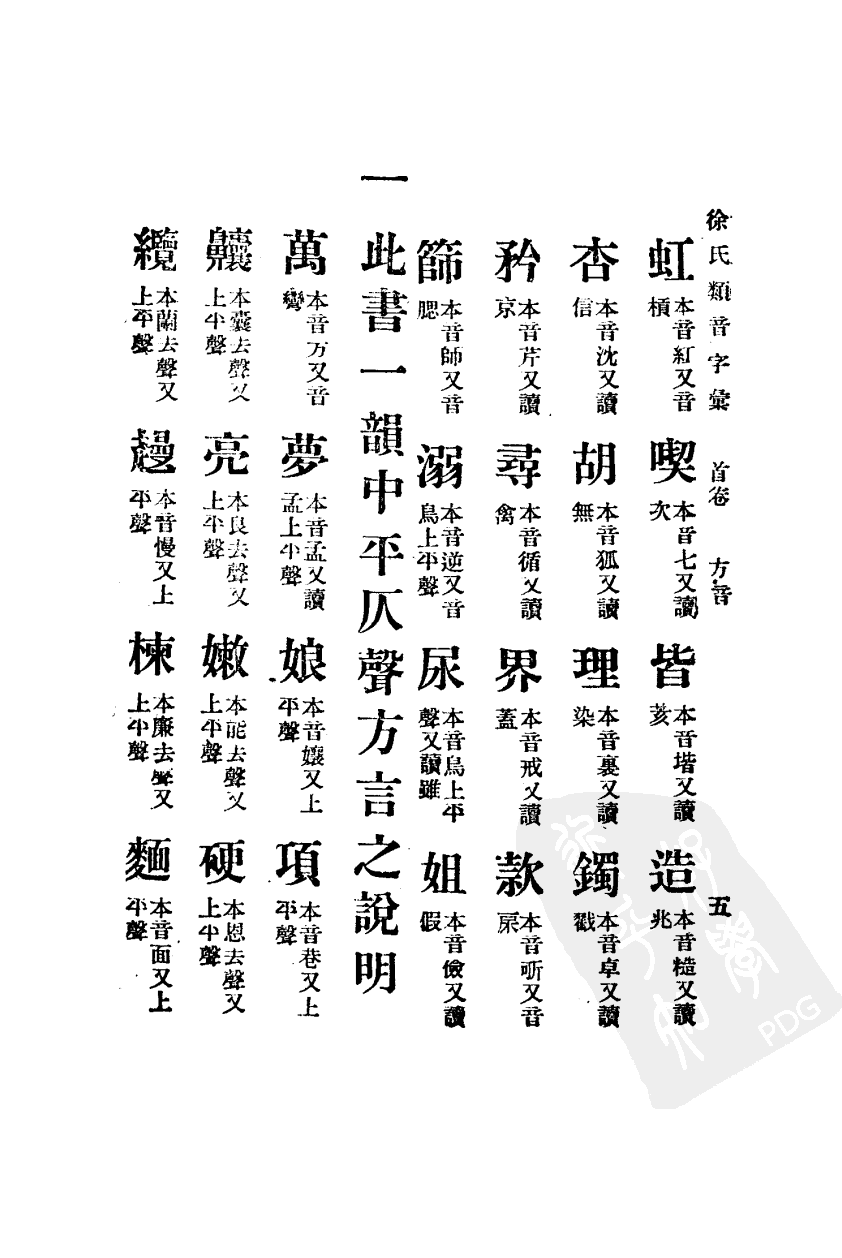 徐氏類音字彙 首卷 方音 五
虹 本音紅又音槓 喫 本音七又讀次 皆 本音堦又讀亥 造 本音糙又讀兆
杏 本音沈又讀信 胡 本音狐又讀無 理 本音裏又讀染 鐲 本音卓又讀戳
矜 本音芹又讀京 尋 本音循又讀禽 界 本音戒又讀蓋 款 本音又音
篩 本音師又音腮 溺 本音逆又音鳥上平聲 尿 本音鳥上平聲又讀雖 姐 本音儉又讀假
一此書一韻中平仄聲方言之說明
萬 本音万又音彎 夢 本音孟又讀孟上平聲 娘 本音孃又上平聲 項 本音巷又上平聲
齉 本囊去聲又上平聲 亮 本良去聲又上平聲 嫩 本能去聲又上平聲 硬 本恩去聲又上平聲
纜 本蘭去聲又上平聲 本音慢又上平聲 楝 本廉去聲又上平聲 麵 本音面又上平聲
PDG